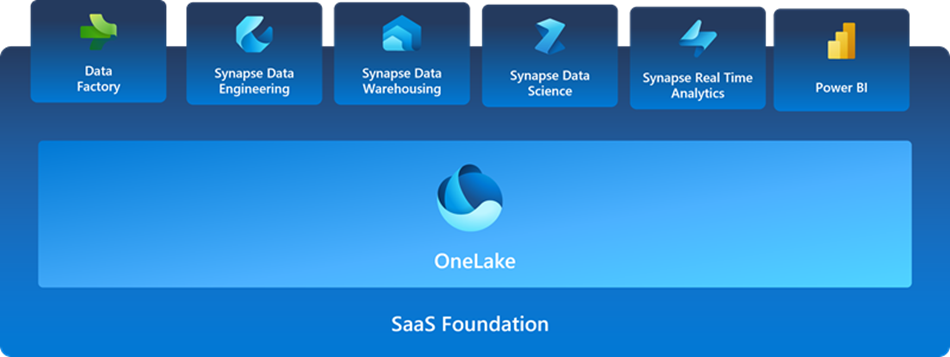 Data
Factory
Synapse Data
Engineering
Synapse Data
Warehousing
Synapse Data
Science
Synapse Real Time
Analytics
Power BI
OneLake
SaaS Foundation